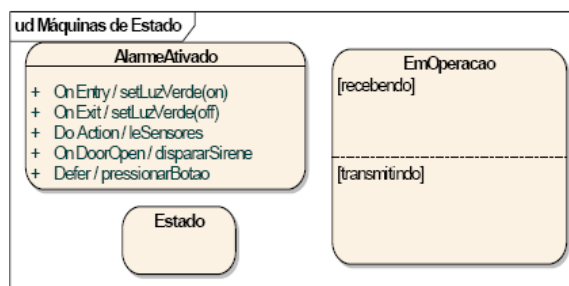 ud Máquinas de Estado
AlarmeAtivado
+ On Entry / setLuzVerde(on)
+ On Exit / setLuzVerde(off)
+ Do Action / leSensores
+ On DoorOpen / dispararSirene
+ Defer / pressionarBotao
Estado
EmOperacao
[recebendo]
[transmitindo]